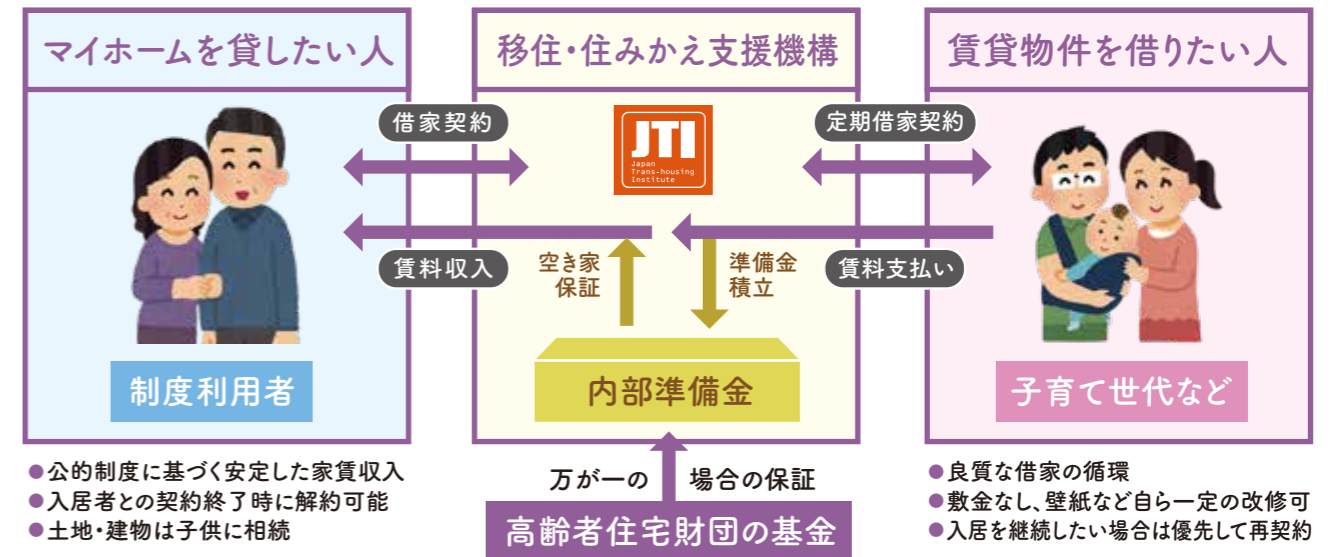 マイホームを貸したい人
移住・住みかえ支援機構
賃貸物件を借りたい人
借家契約
JTI
Japan
Trans-housing
Institute
定期借家契約
賃料収入
空き家
保証
準備金
積立
賃料支払い
制度利用者
内部準備金
子育て世代など
●公的制度に基づく安定した家賃収入
●入居者との契約終了時に解約可能
●土地・建物は子供に相続
万が一の 場合の保証
高齢者住宅財団の基金
●良質な借家の循環
●敷金なし、壁紙など自ら一定の改修可
●入居を継続したい場合は優先して再契約